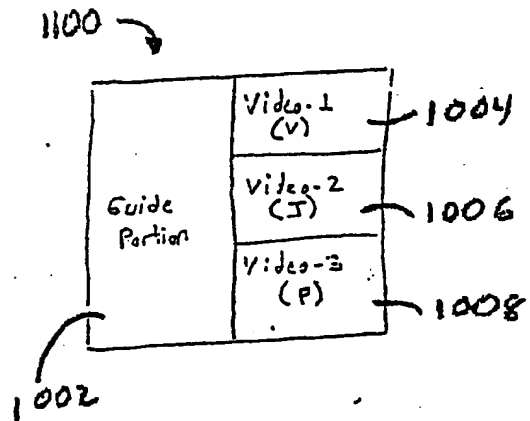 1100
Video-1
(V)
1004
Guide
Portion
Video-2
(J)
1006
Video-3
(P)
1008
1002